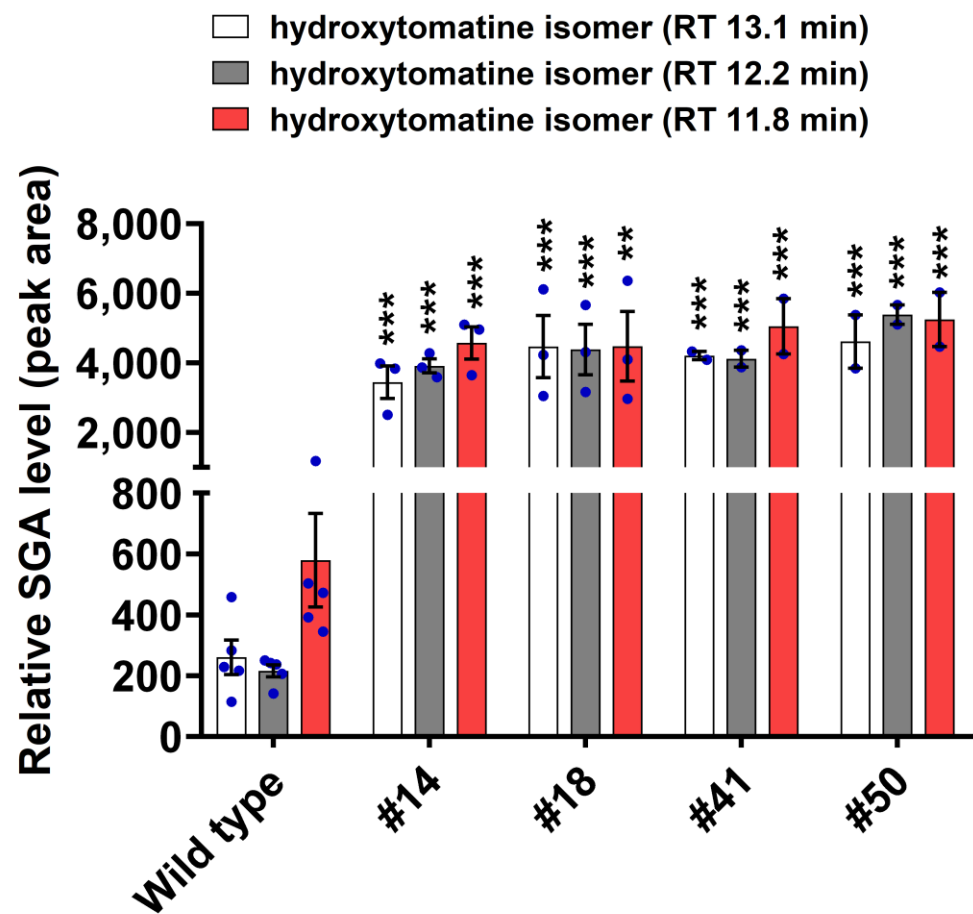 hydroxytomatine isomer (RT 13.1 min)
hydroxytomatine isomer (RT 12.2 min)
hydroxytomatine isomer (RT 11.8 min)
Relative SGA level (peak area)
8,000
6,000
4,000
2,000
800
600
400
200
0
*** *** ***
*** *** **
*** *** ***
*** *** ***
Wild type
#14
#18
#41
#50